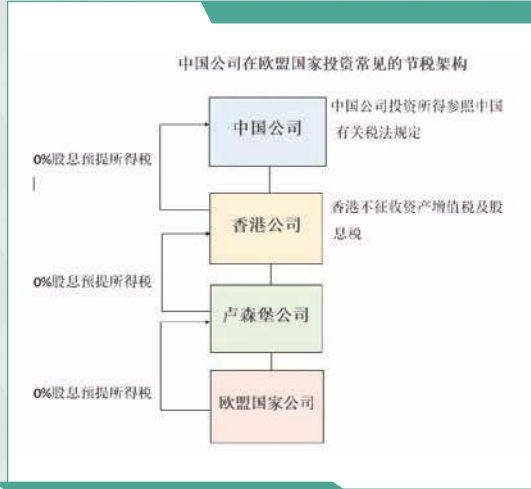 中国公司在欧盟国家投资常见的节税架构
中国公司
中国公司投资所得参照中国
有关税法规定
0%股息预提所得税
香港公司
香港不征收资产增值税及股
息税
0%股息预提所得税
卢森堡公司
0%股息预提所得税
欧盟国家公司